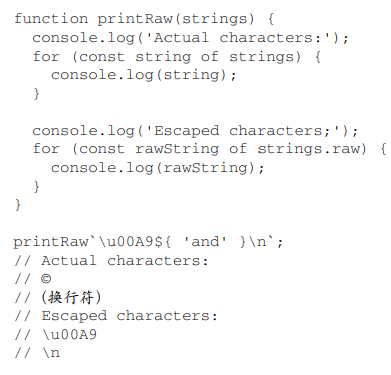 function printRaw(strings) {
  console.log('Actual characters:');
  for (const string of strings) {
    console.log(string);
  }

  console.log('Escaped characters;');
  for (const rawString of strings.raw) {
    console.log(rawString);
  }
}

printRaw`\u00A9${ 'and' }\n`;
// Actual characters:
// ©
// (换行符)
// Escaped characters:
// \u00A9
// \n